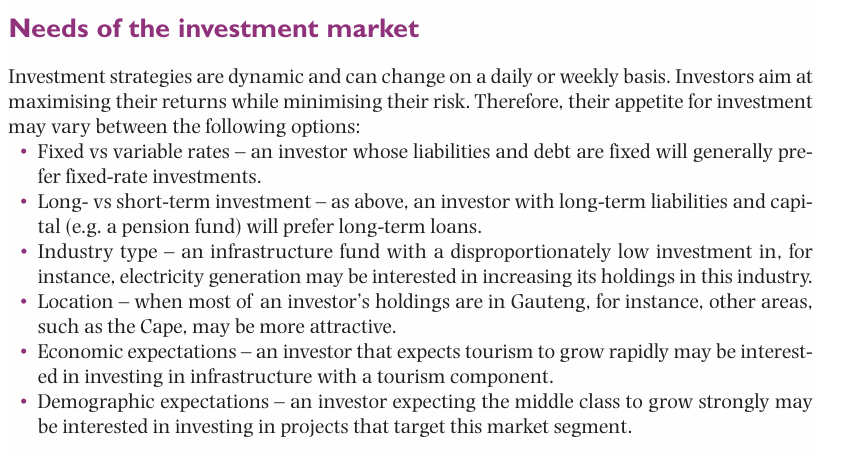 Needs of the investment market
Investment strategies are dynamic and can change on a daily or weekly basis. Investors aim at
maximising their returns while minimising their risk. Therefore, their appetite for investment
may vary between the following options:
• Fixed vs variable rates – an investor whose liabilities and debt are fixed will generally pre-
fer fixed-rate investments.
• Long- vs short-term investment – as above, an investor with long-term liabilities and capi-
tal (e.g. a pension fund) will prefer long-term loans.
• Industry type – an infrastructure fund with a disproportionately low investment in, for
instance, electricity generation may be interested in increasing its holdings in this industry.
• Location – when most of an investor's holdings are in Gauteng, for instance, other areas,
such as the Cape, may be more attractive.
• Economic expectations – an investor that expects tourism to grow rapidly may be interest-
ed in investing in infrastructure with a tourism component.
• Demographic expectations – an investor expecting the middle class to grow strongly may
be interested in investing in projects that target this market segment.